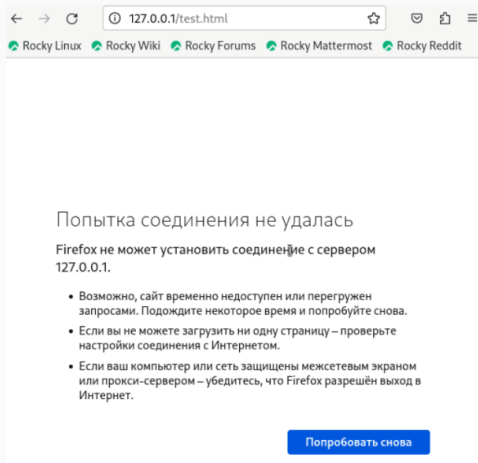 127.0.0.1/test.html
Rocky Linux Rocky Wiki Rocky Forums Rocky Mattermost Rocky Reddit
Попытка соединения не удалась
Firefox не может установить соединение с сервером
127.0.0.1.
• Возможно, сайт временно недоступен или перегружен
запросами. Подождите некоторое время и попробуйте снова.
• Если вы не можете загрузить ни одну страницу – проверьте
настройки соединения с Интернетом.
• Если ваш компьютер или сеть защищены межсетевым экраном
или прокси-сервером – убедитесь, что Firefox разрешён выход в
Интернет.
Попробовать снова